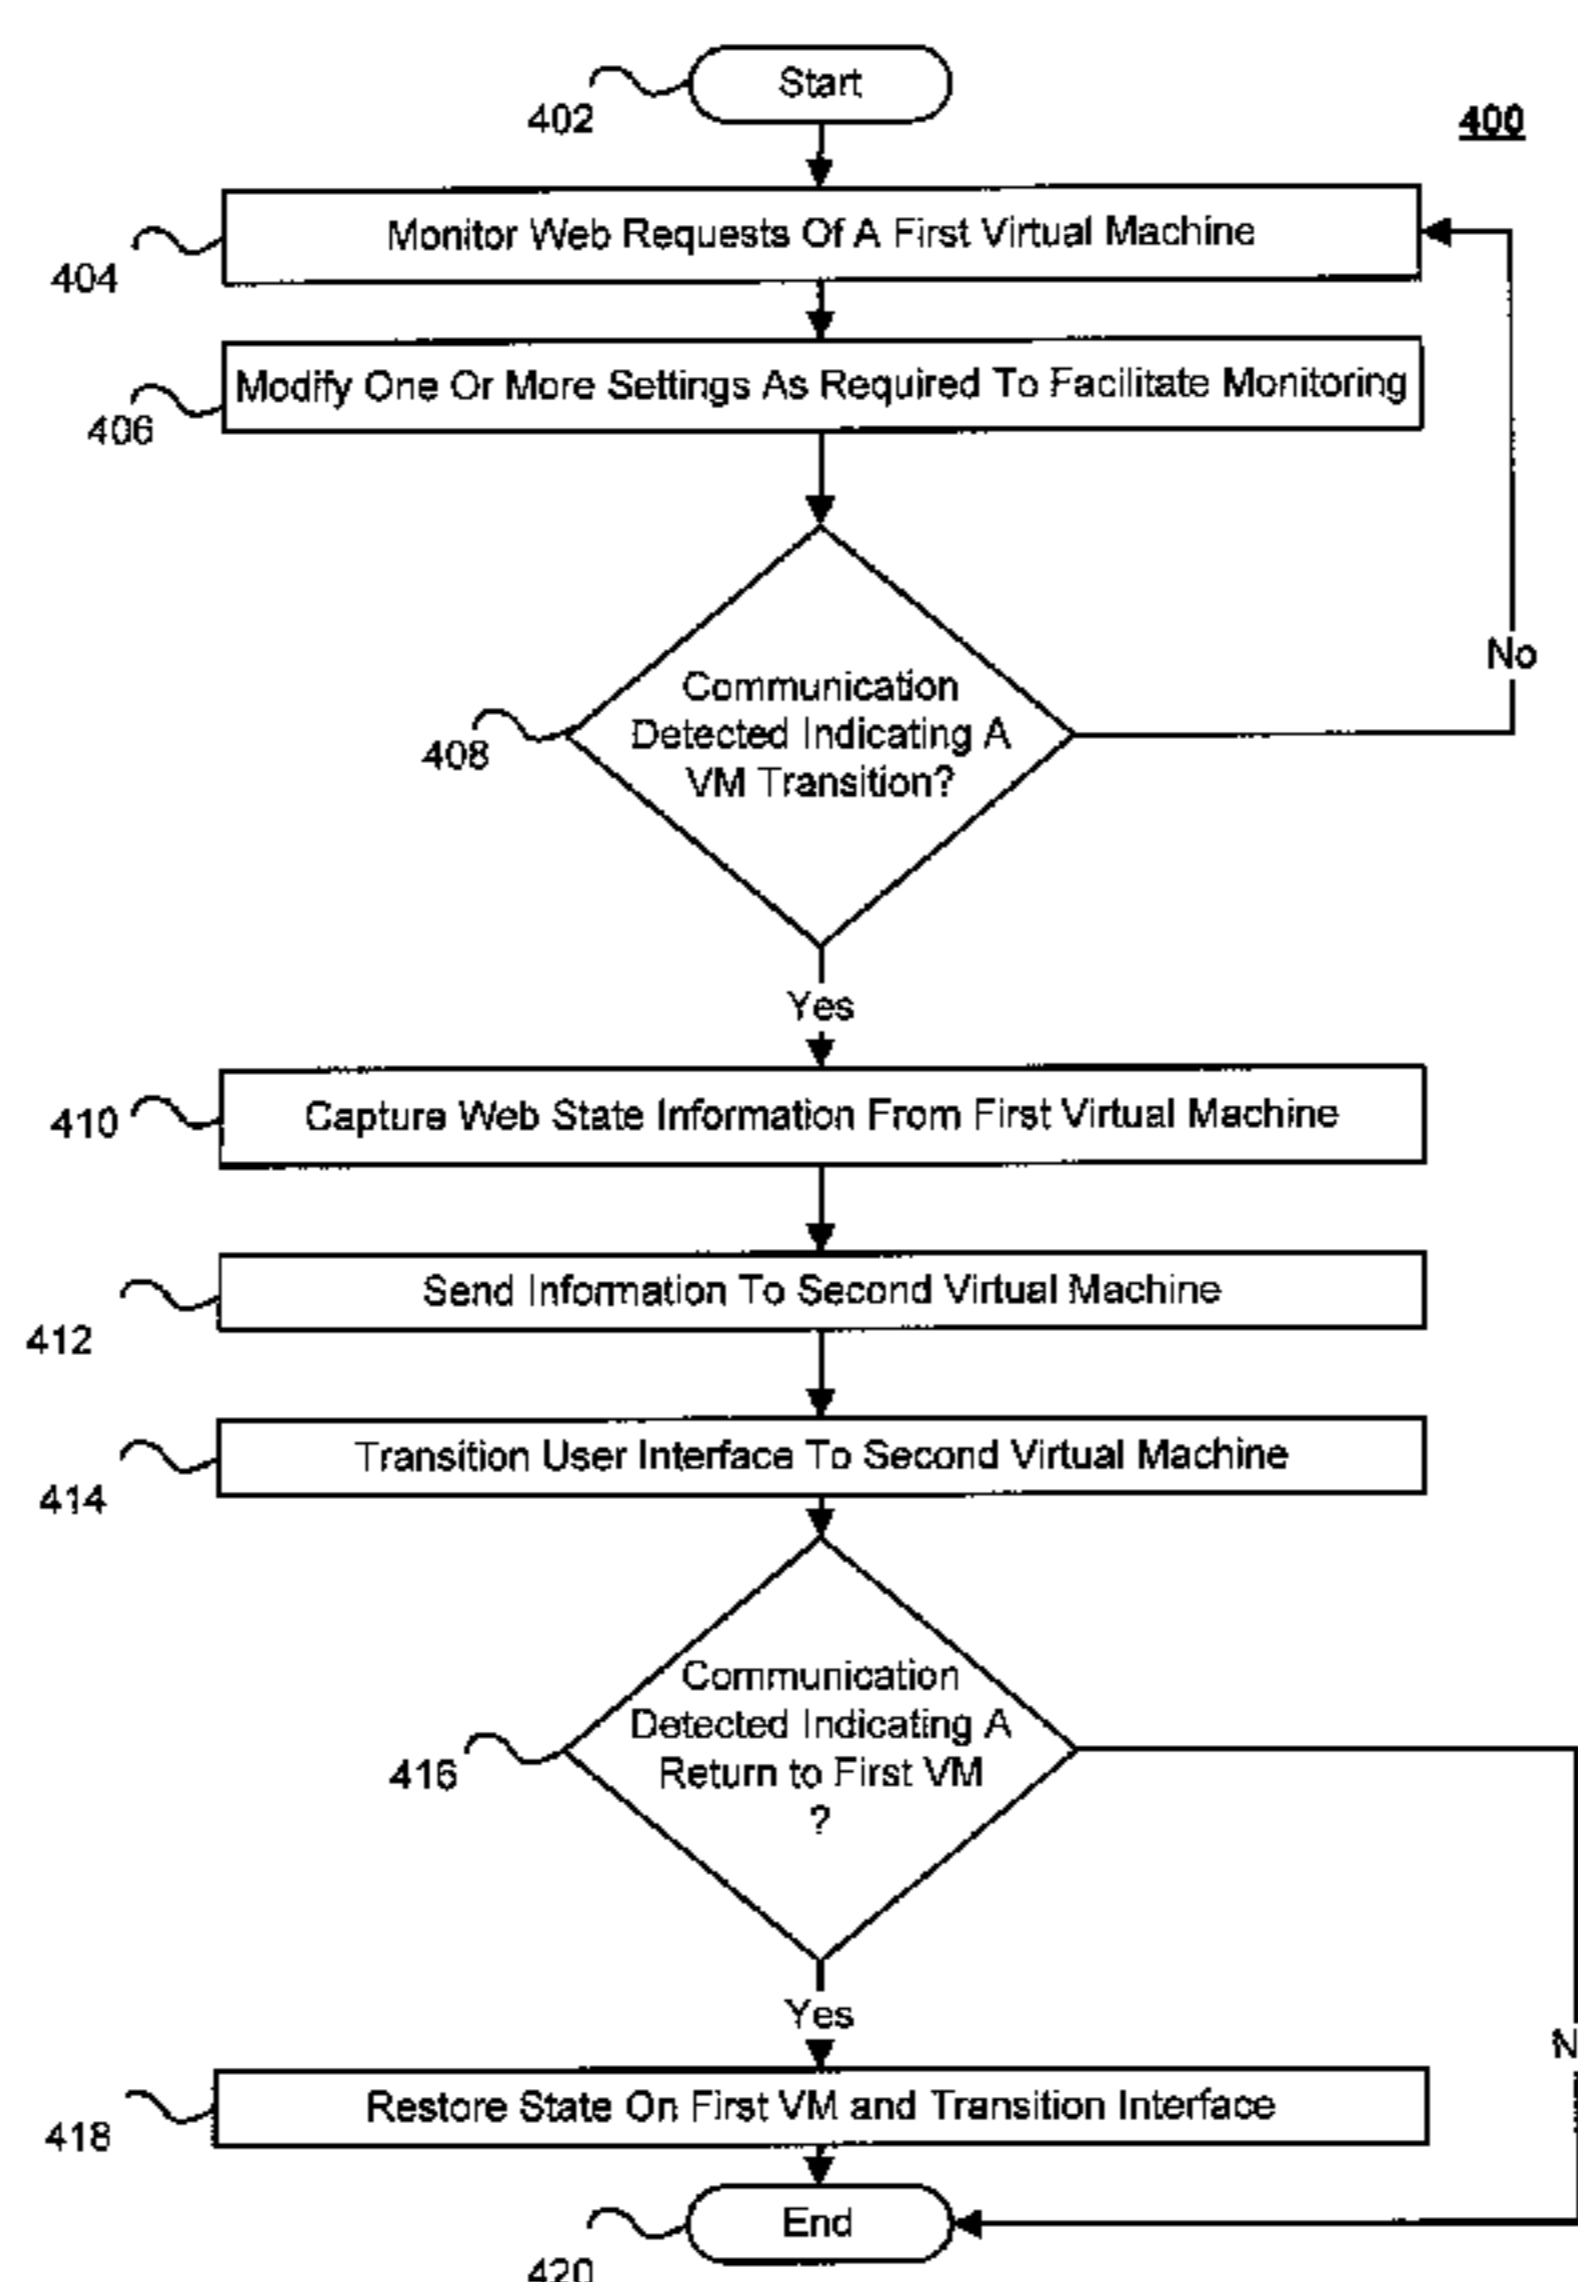 Start
402
400
Monitor Web Requests Of A First Virtual Machine
404
Modify One Or More Settings As Required To Facilitate Monitoring
406
Communication
Detected Indicating A
VM Transition?
408
No
Yes
Capture Web State Information From First Virtual Machine
410
Send Information To Second Virtual Machine
412
Transition User Interface To Second Virtual Machine
414
Communication
Detected Indicating A
Return to First VM
?
416
Yes
N
Restore State On First VM and Transition Interface
418
End
420